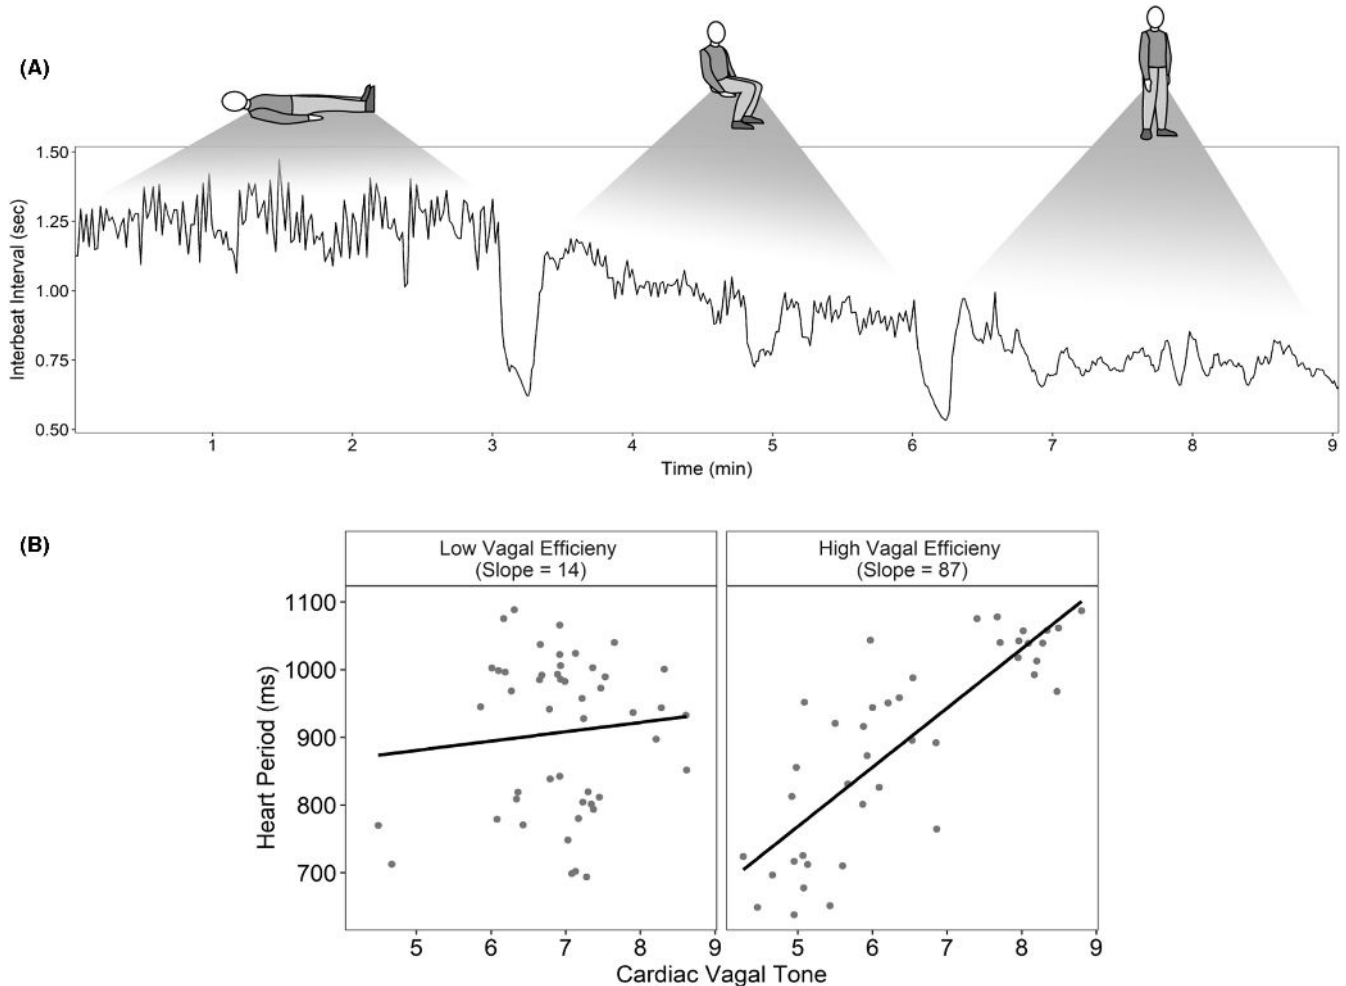 (A)
1.50
1.25
1.00
0.75
0.50
Interbeat Interval (sec)
1 2 3 4 5 6 7 8 9
Time (min)
(B)
Low Vagal Efficieny
(Slope = 14)
High Vagal Efficieny
(Slope = 87)
1100
1000
900
800
700
Heart Period (ms)
5 6 7 8 9
5 6 7 8 9
Cardiac Vagal Tone